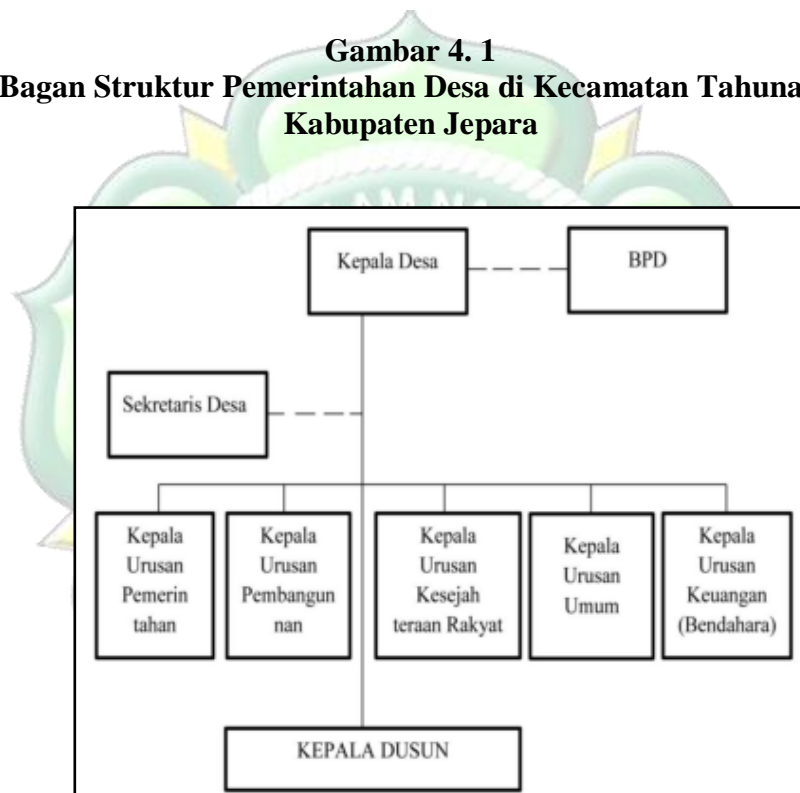 Gambar 4. 1
Bagan Struktur Pemerintahan Desa di Kecamatan Tahuna
Kabupaten Jepara
Kepala Desa
BPD
Sekretaris Desa
Kepala
Urusan
Pemerin
tahan
Kepala
Urusan
Pembangun
nan
Kepala
Urusan
Kesejah
teraan Rakyat
Kepala
Urusan
Umum
Kepala
Urusan
Keuangan
(Bendahara)
KEPALA DUSUN